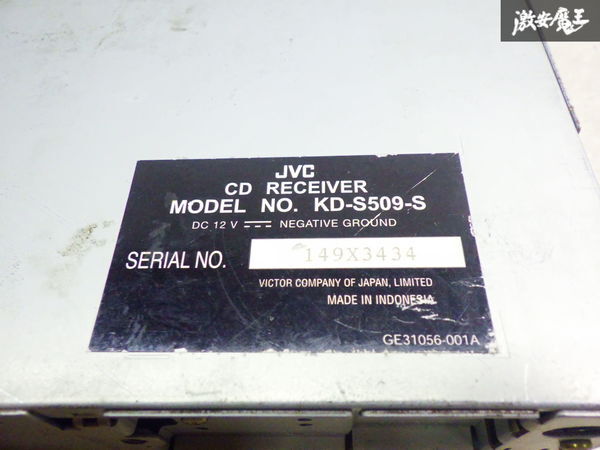 激安魔王
JVC
CD RECEIVER
MODEL NO. KD-S509-S
DC 12 V ⎓ NEGATIVE GROUND
SERIAL NO. 149X3434
VICTOR COMPANY OF JAPAN, LIMITED
MADE IN INDONESIA
GE31056-001A